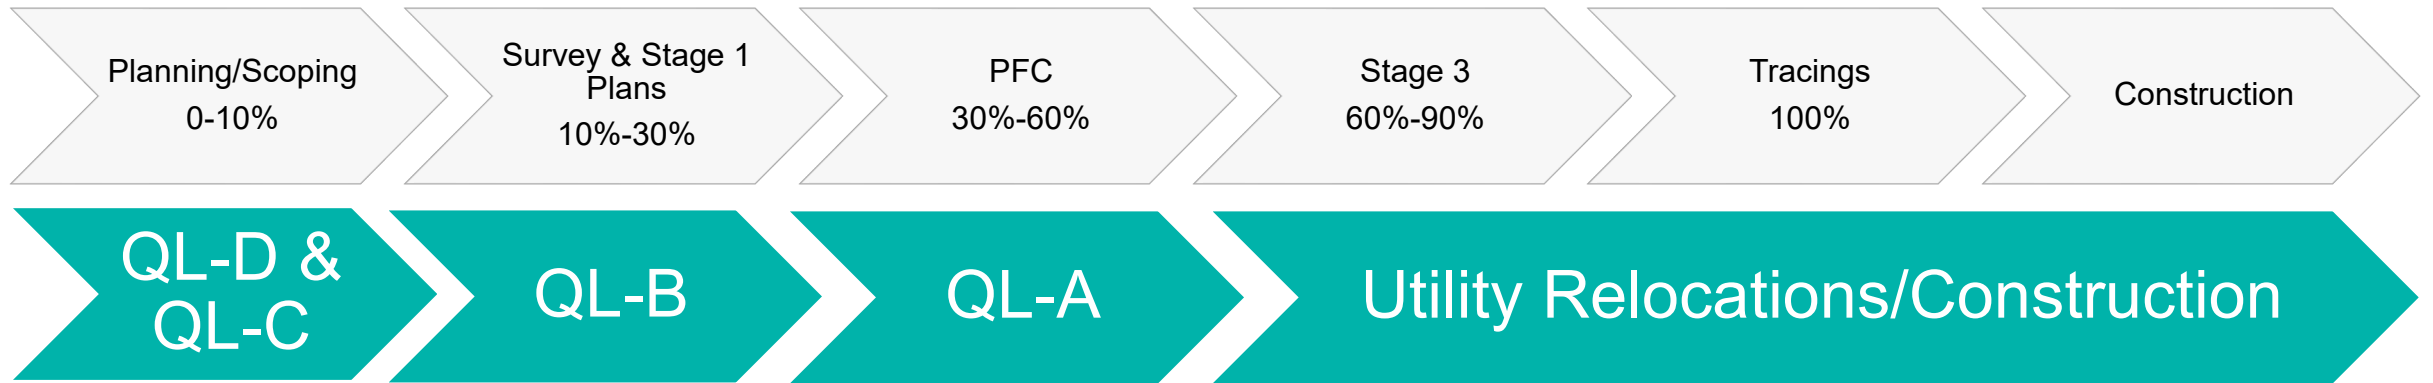 Planning/Scoping
0-10%
Survey & Stage 1
Plans
10%-30%
PFC
30%-60%
Stage 3
60%-90%
Tracings
100%
Construction
QL-D &
QL-C
QL-B
QL-A
Utility Relocations/Construction